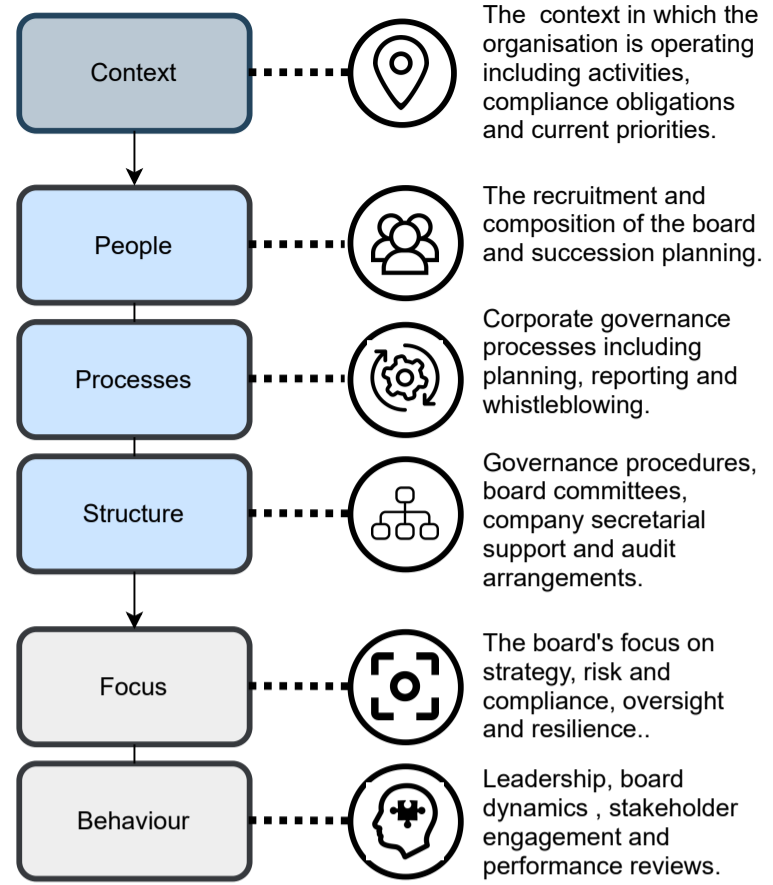 Context
The  context in which the
organisation is operating
including activities,
compliance obligations
and current priorities.
People
The recruitment and
composition of the board
and succession planning.
Processes
Corporate governance
processes including
planning, reporting and
whistleblowing.
Structure
Governance procedures,
board committees,
company secretarial
support and audit
arrangements.
Focus
The board's focus on
strategy, risk and
compliance, oversight
and resilience..
Behaviour
Leadership, board
dynamics , stakeholder
engagement and
performance reviews.